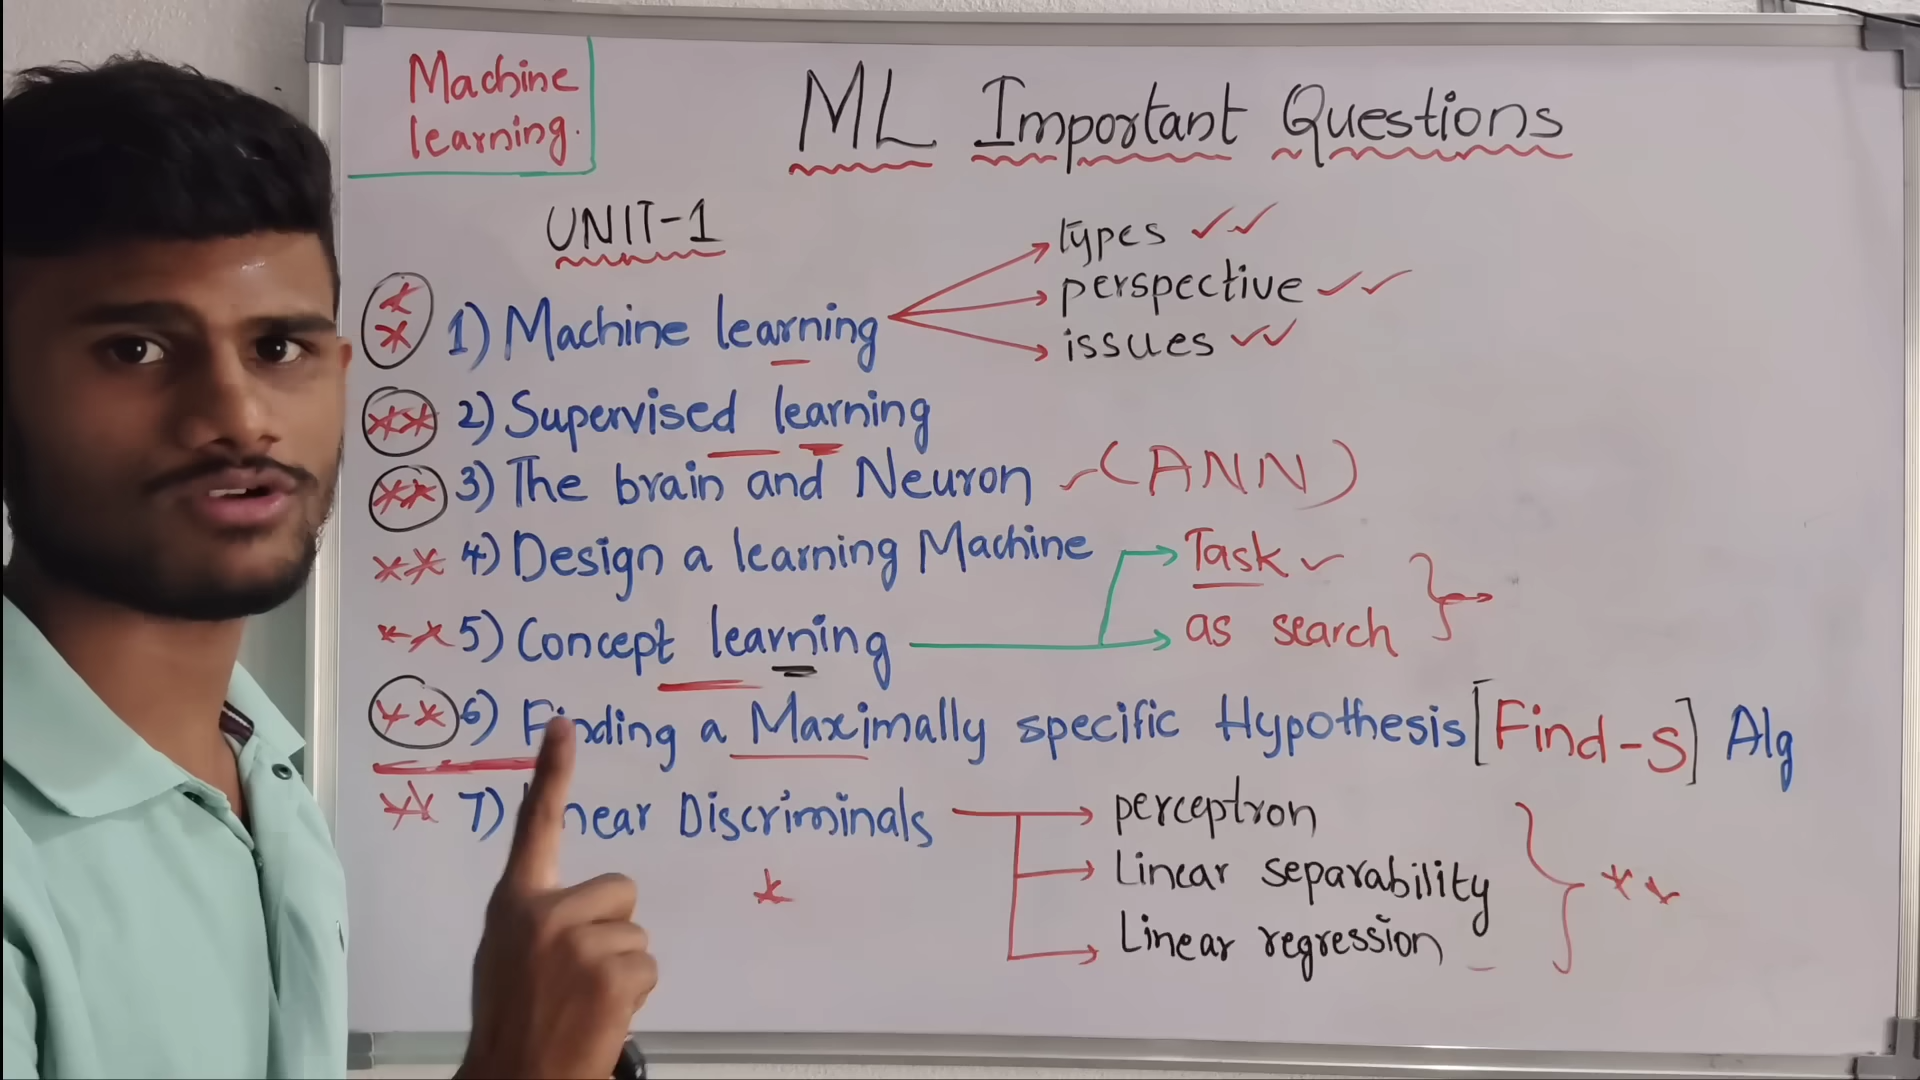 Machine
learning.
ML Important Questions
UNIT-1
types
perspective
issues
1) Machine learning
2) Supervised learning
3) The brain and Neuron (ANN)
4) Design a learning Machine
Task
5) Concept learning as search
6) Finding a Maximally specific Hypothesis [Find-S] Alg
7) Discriminals
perceptron
Linear separability
Linear regression